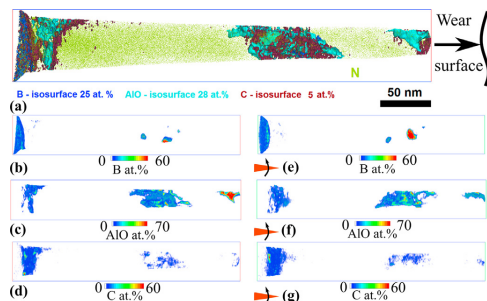 (a)
Wear
surface
N
B - isosurface 25 at. %
AlO - isosurface 28 at.%
C - isosurface 5 at.%
50 nm
(b)
0
60
B at.%
(e)
0
60
B at.%
(c)
0
70
AlO at.%
(f)
0
70
AlO at.%
(d)
0
60
C at.%
(g)
0
60
C at.%